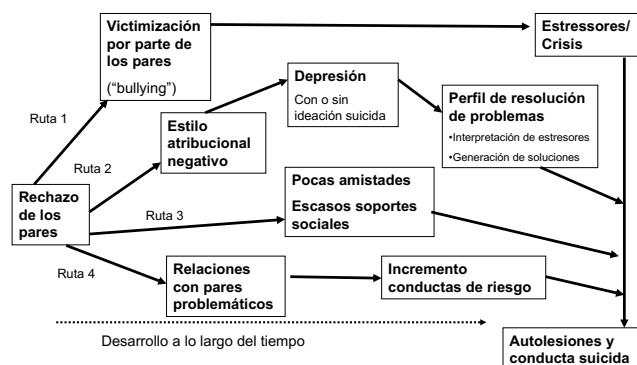 Victimización
por parte de
los pares
(“bullying”)
Estressores/
Crisis
Depresión
Con o sin
ideación suicida
Perfil de resolución
de problemas
•Interpretación de estresores
•Generación de soluciones
Ruta 1
Estilo
atribucional
negativo
Ruta 2
Pocas amistades
Escasos soportes
sociales
Rechazo
de los
pares
Ruta 3
Ruta 4
Relaciones
con pares
problemáticos
Incremento
conductas de riesgo
Desarrollo a lo largo del tiempo
Autolesiones y
conducta suicida